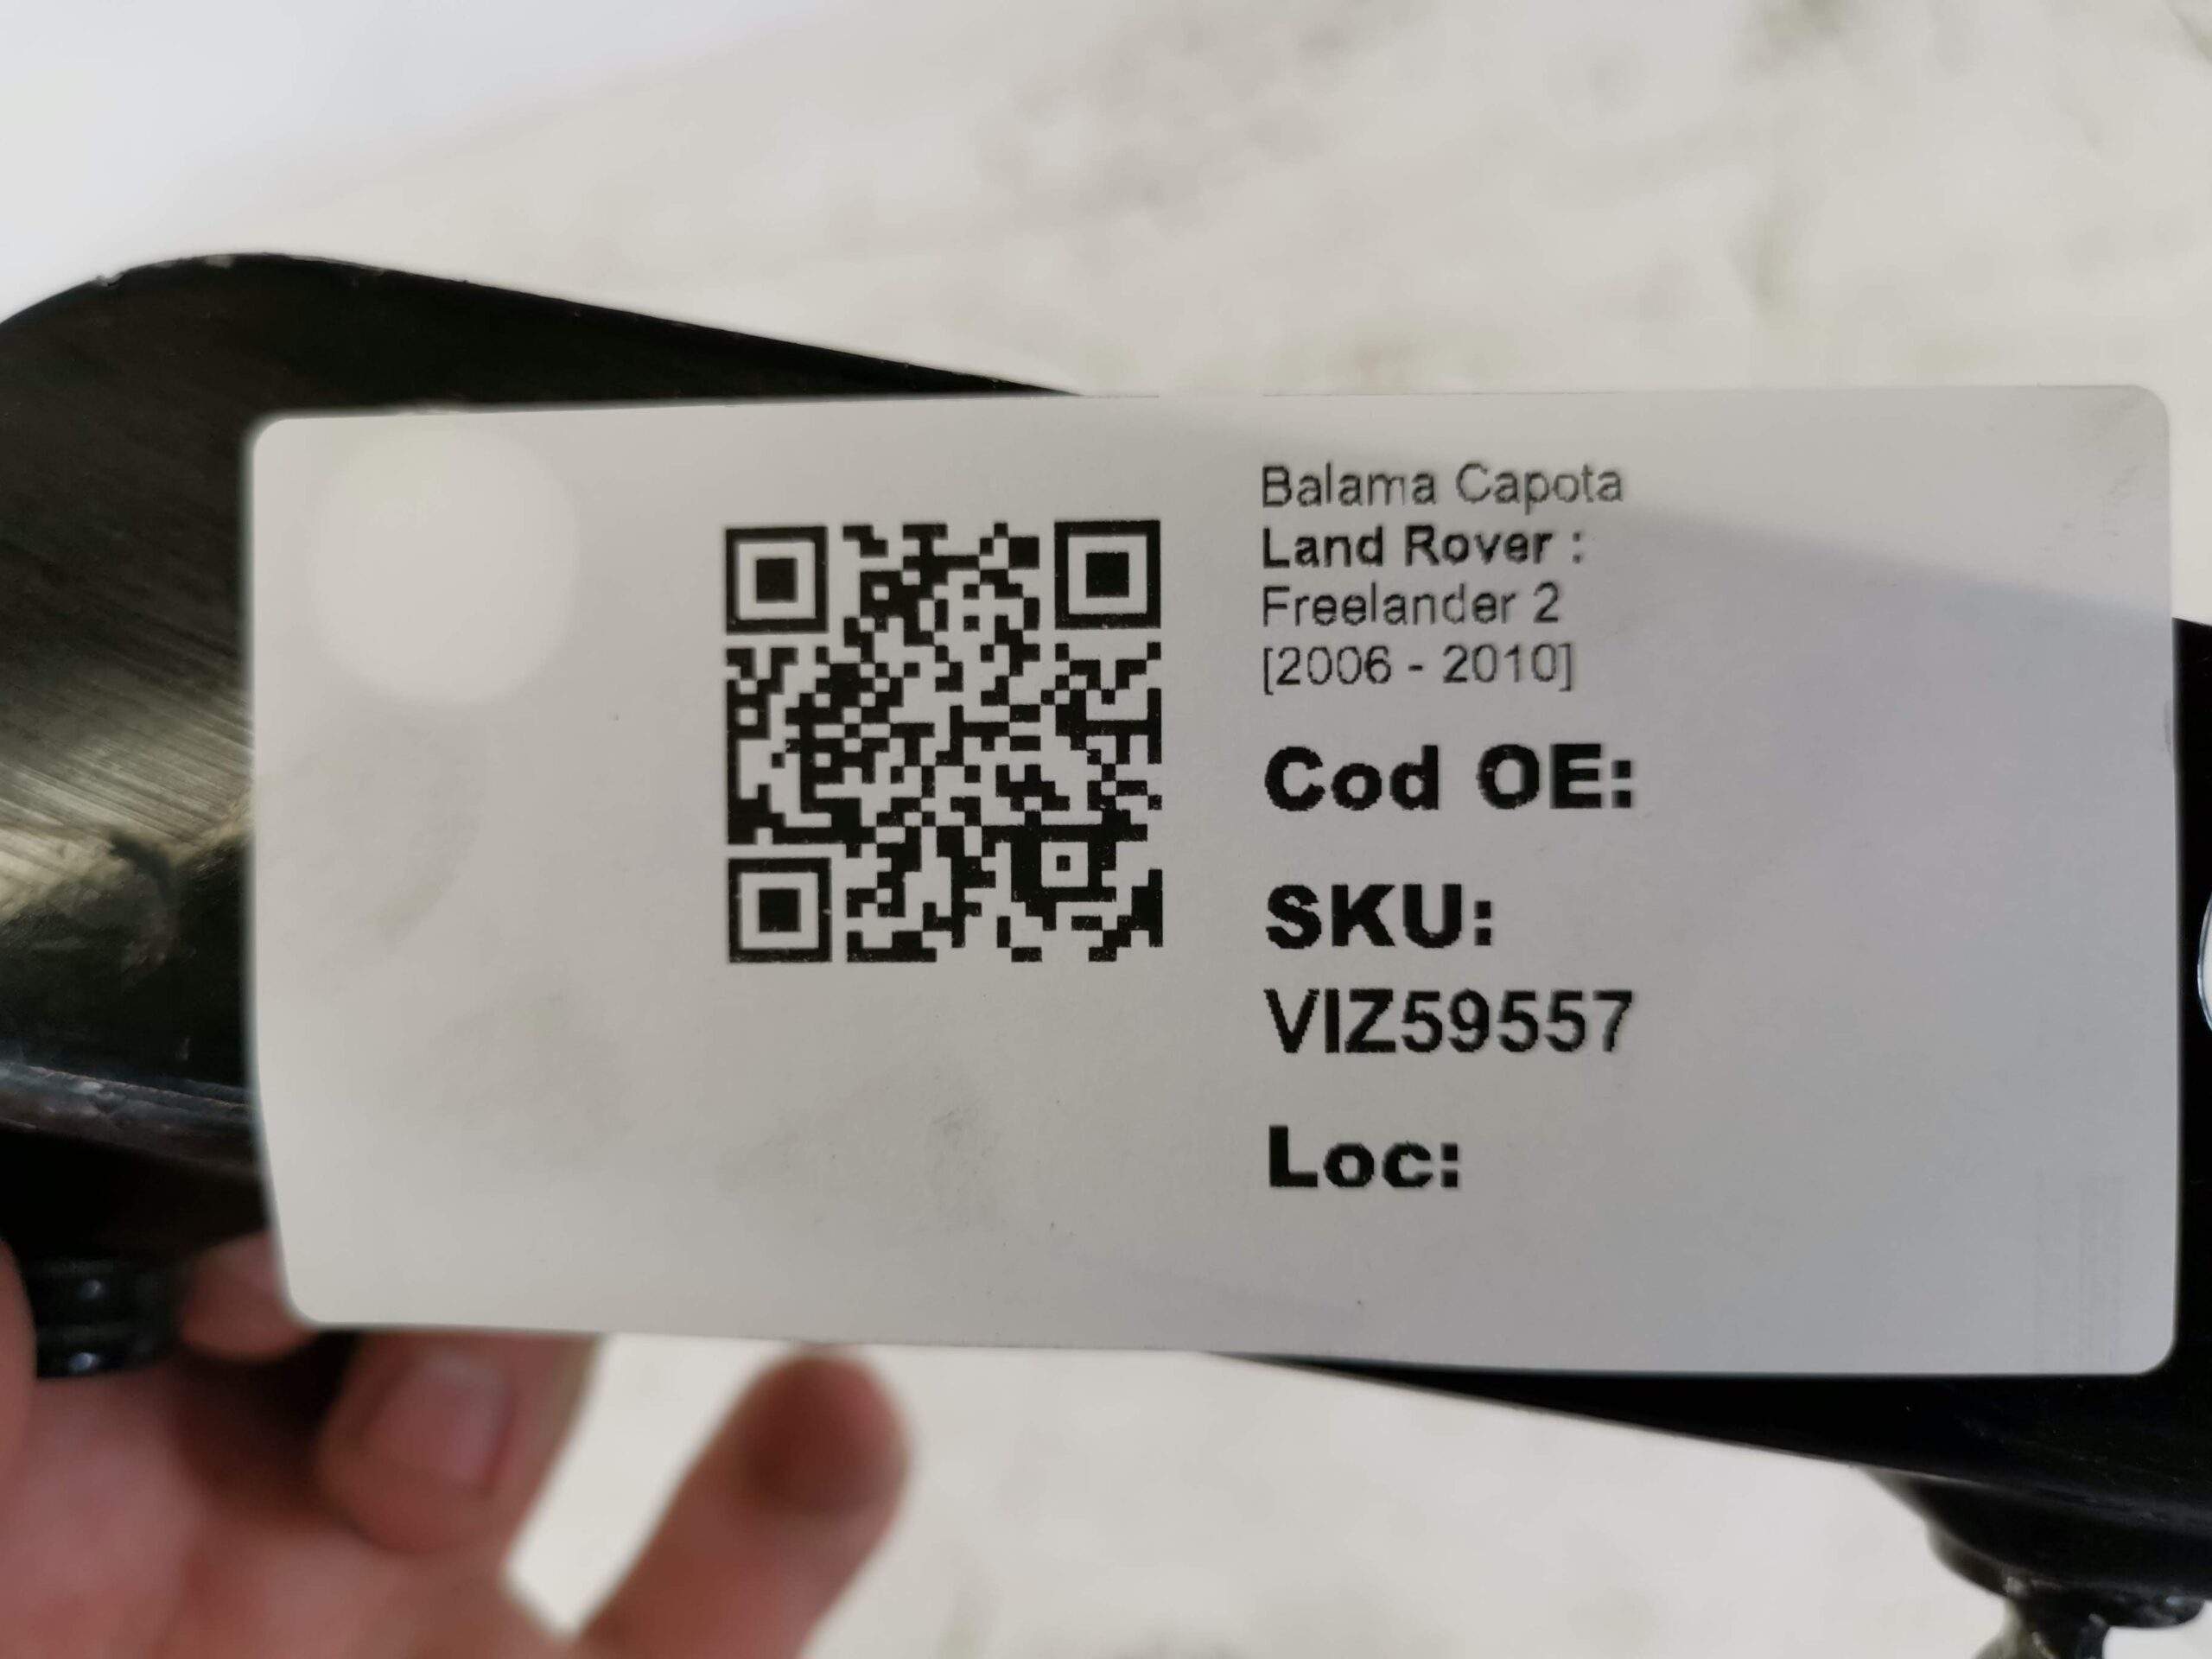 Balama Capota
Land Rover :
Freelander 2
[2006 - 2010]
Cod OE:
SKU:
VIZ59557
Loc: